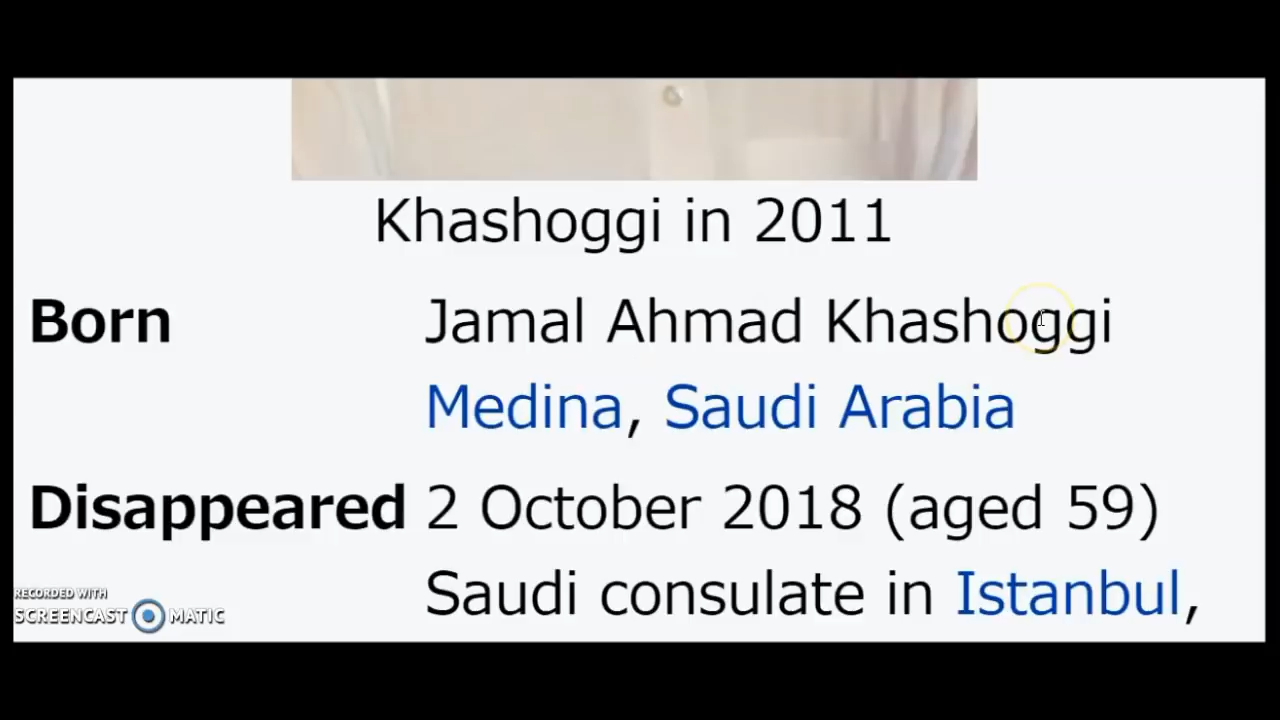 Khashoggi in 2011
Born Jamal Ahmad Khashoggi
Medina, Saudi Arabia
Disappeared 2 October 2018 (aged 59)
Saudi consulate in Istanbul,
RECORDED WITH
SCREENCAST MATIC